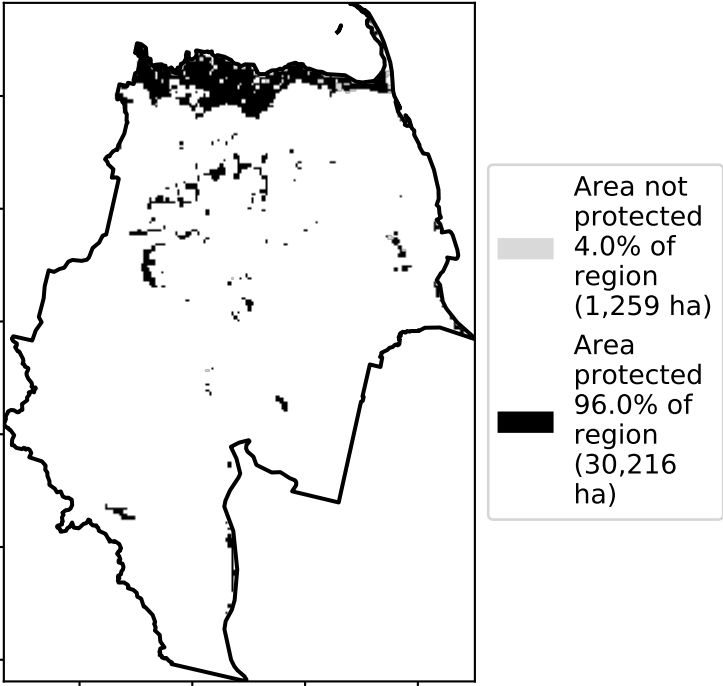 Area not
protected
4.0% of
region
(1,259 ha)
Area
protected
96.0% of
region
(30,216
ha)